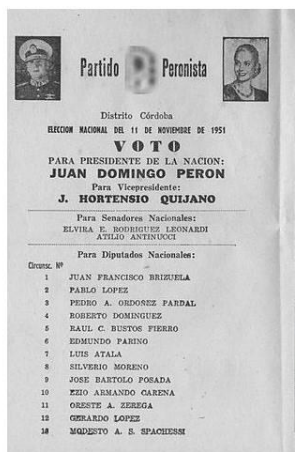 Partido Peronista
Distrito Córdoba
ELECCION NACIONAL DEL 11 DE NOVIEMBRE DE 1951
VOTO
PARA PRESIDENTE DE LA NACION:
JUAN DOMINGO PERON
Para Vicepresidente:
J. HORTENSIO QUIJANO
Para Senadores Nacionales:
ELVIRA E. RODRIGUEZ LEONARDI
ATILIO ANTINUCCI
Para Diputados Nacionales:
Circunsc. Nº
1 JUAN FRANCISCO BRIZUELA
2 PABLO LOPEZ
3 PEDRO A. ORDOÑEZ PARDAL
4 ROBERTO DOMINGUEZ
5 RAUL C. BUSTOS FIERRO
6 EDMUNDO PARINO
7 LUIS ATALA
8 SILVERIO MORENO
9 JOSE BARTOLO POSADA
10 EZIO ARMANDO CARENA
11 ORESTE A. ZEREGA
12 GERARDO LOPEZ
13 MODESTO A. S. SPACHESSI